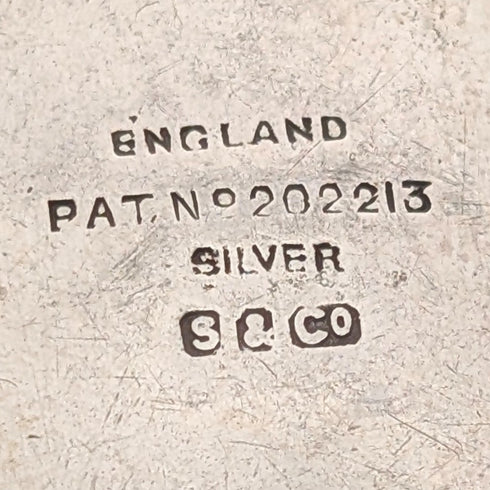 ENGLAND
PAT. No 202213
SILVER
S & Co